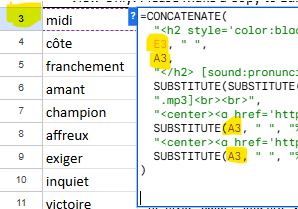 3 midi
4 côte
5 franchement
6 amant
7 champion
8 affreux
9 exiger
10 inquiet
11 victoire
?
=CONCATENATE(
"<h2 style='color:blac
E3, " ",
A3,
"</h2> [sound:pronunci
SUBSTITUTE(SUBSTITUTE(
".mp3]<br><br>",
"<center><a href='http
SUBSTITUTE(A3, " ", "%
"<center><a href='http
SUBSTITUTE(A3, " ", "%
)